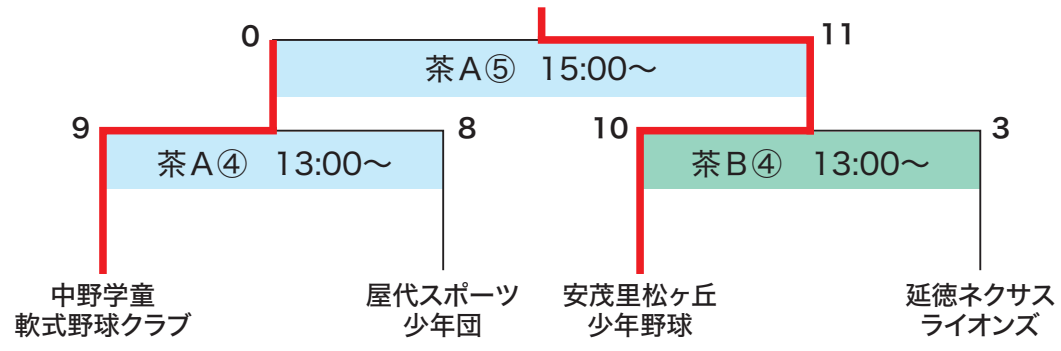 0
11
茶A⑤ 15:00〜
9
8
10
3
茶A④ 13:00〜
茶B④ 13:00〜
中野学童
軟式野球クラブ
屋代スポーツ
少年団
安茂里松ヶ丘
少年野球
延徳ネクサス
ライオンズ